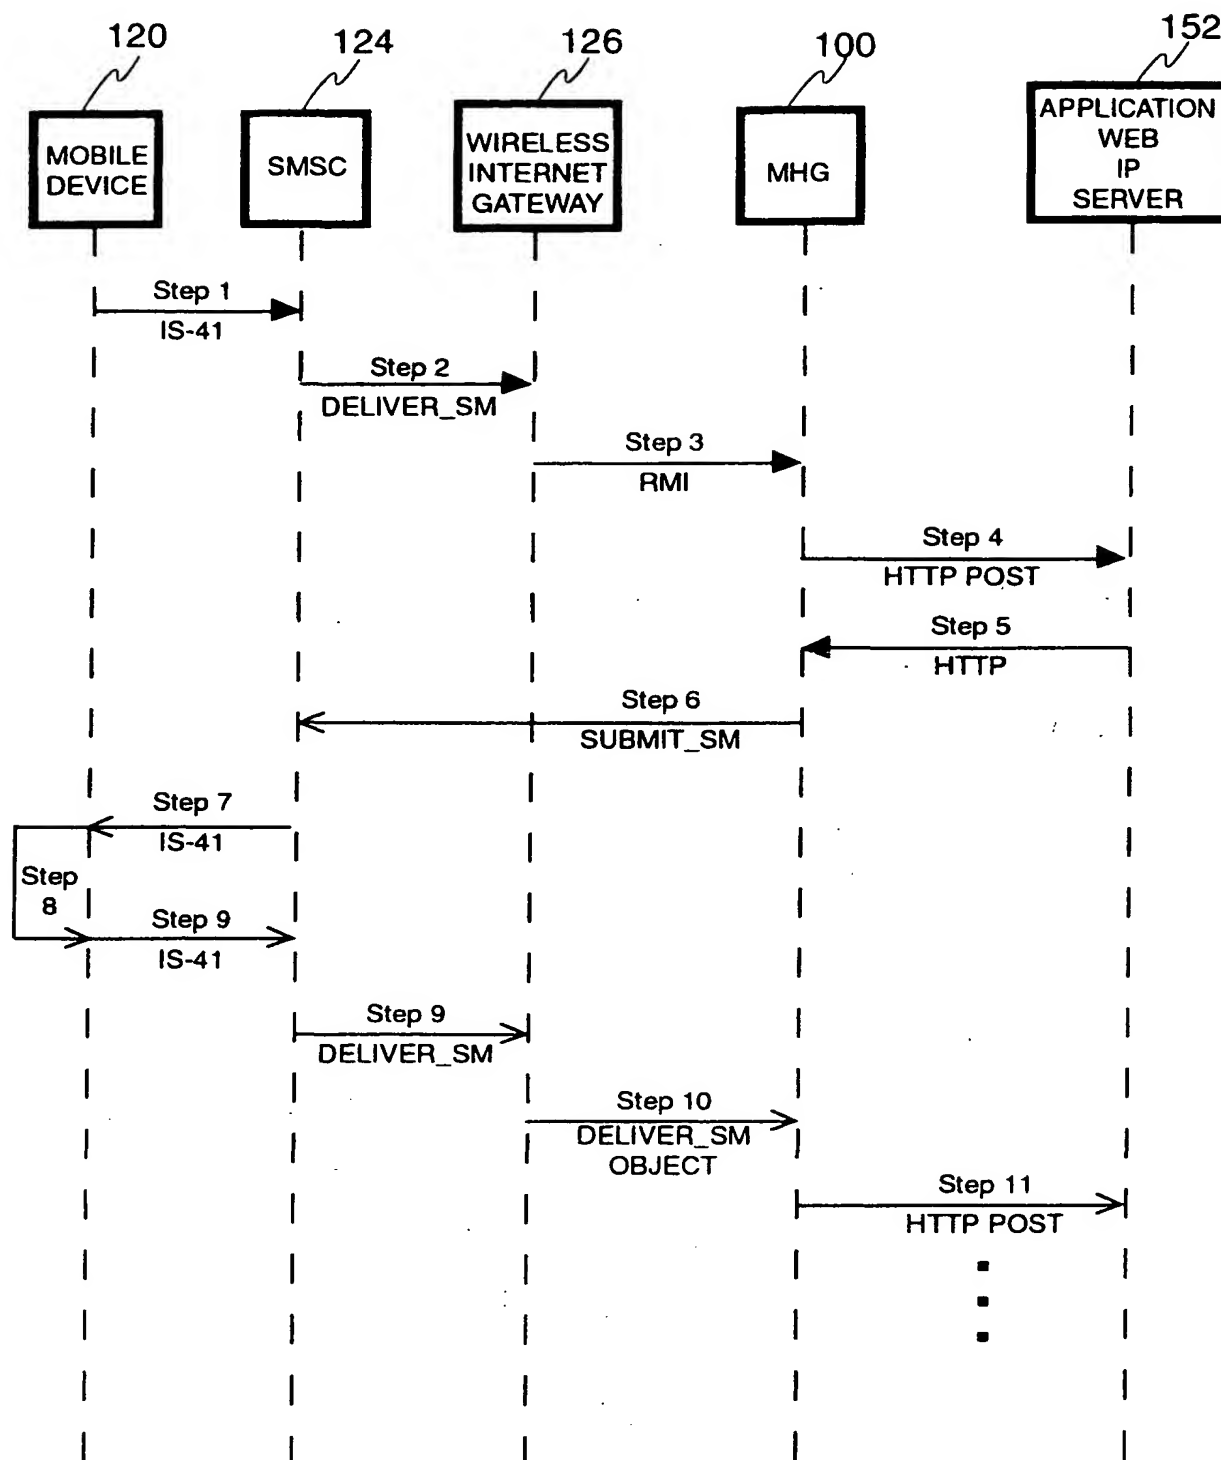 120
124
126
100
152
MOBILE
DEVICE
SMSC
WIRELESS
INTERNET
GATEWAY
MHG
APPLICATION
WEB
IP
SERVER
Step 1
IS-41
Step 2
DELIVER_SM
Step 3
RMI
Step 4
HTTP POST
Step 5
HTTP
Step 6
SUBMIT_SM
Step 7
IS-41
Step
8
Step 9
IS-41
Step 9
DELIVER_SM
Step 10
DELIVER_SM
OBJECT
Step 11
HTTP POST